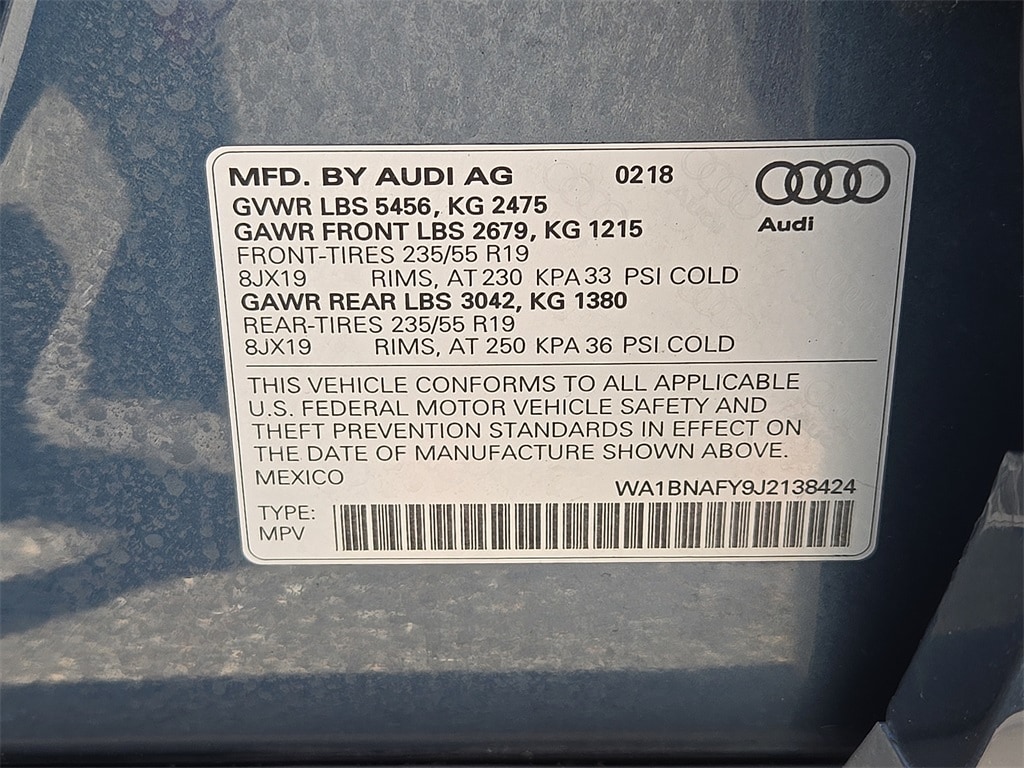 MFD. BY AUDI AG 0218
GVWR LBS 5456, KG 2475
Audi
GAWR FRONT LBS 2679, KG 1215
FRONT-TIRES 235/55 R19
8JX19 RIMS, AT 230 KPA 33 PSI COLD
GAWR REAR LBS 3042, KG 1380
REAR-TIRES 235/55 R19
8JX19 RIMS, AT 250 KPA 36 PSI COLD
THIS VEHICLE CONFORMS TO ALL APPLICABLE
U.S. FEDERAL MOTOR VEHICLE SAFETY AND
THEFT PREVENTION STANDARDS IN EFFECT ON
THE DATE OF MANUFACTURE SHOWN ABOVE.
MEXICO
WA1BNAFY9J2138424
TYPE:
MPV